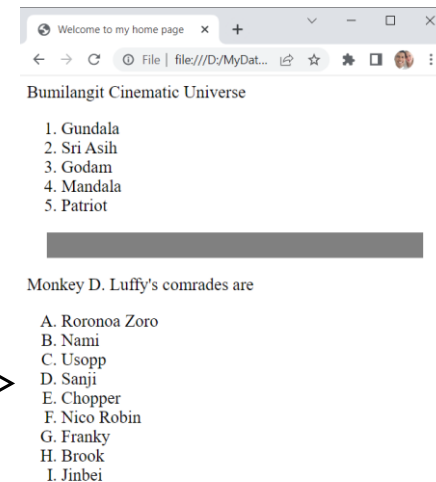 Welcome to my home page
File | file:///D:/MyDat...
Bumilangit Cinematic Universe
1. Gundala
2. Sri Asih
3. Godam
4. Mandala
5. Patriot
Monkey D. Luffy's comrades are
A. Roronoa Zoro
B. Nami
C. Usopp
D. Sanji
E. Chopper
F. Nico Robin
G. Franky
H. Brook
I. Jinbei